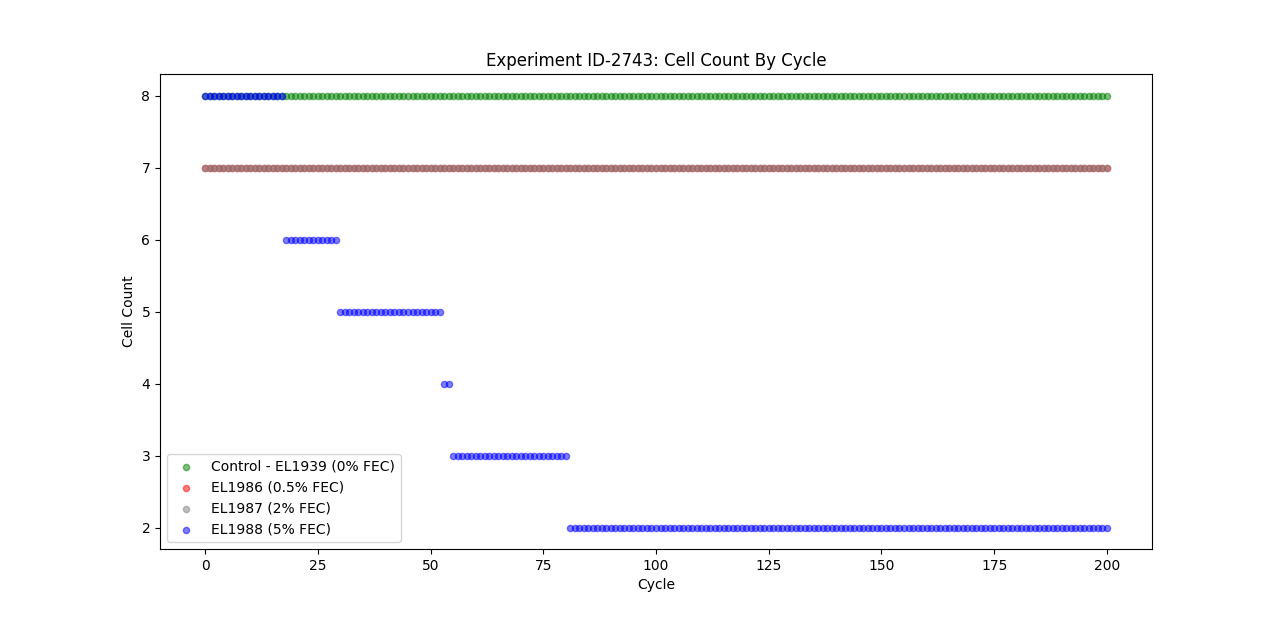 Experiment ID-2743: Cell Count By Cycle
8
7
6
5
4
3
2
Cell Count
Control - EL1939 (0% FEC)
EL1986 (0.5% FEC)
EL1987 (2% FEC)
EL1988 (5% FEC)
0 25 50 75 100 125 150 175 200
Cycle